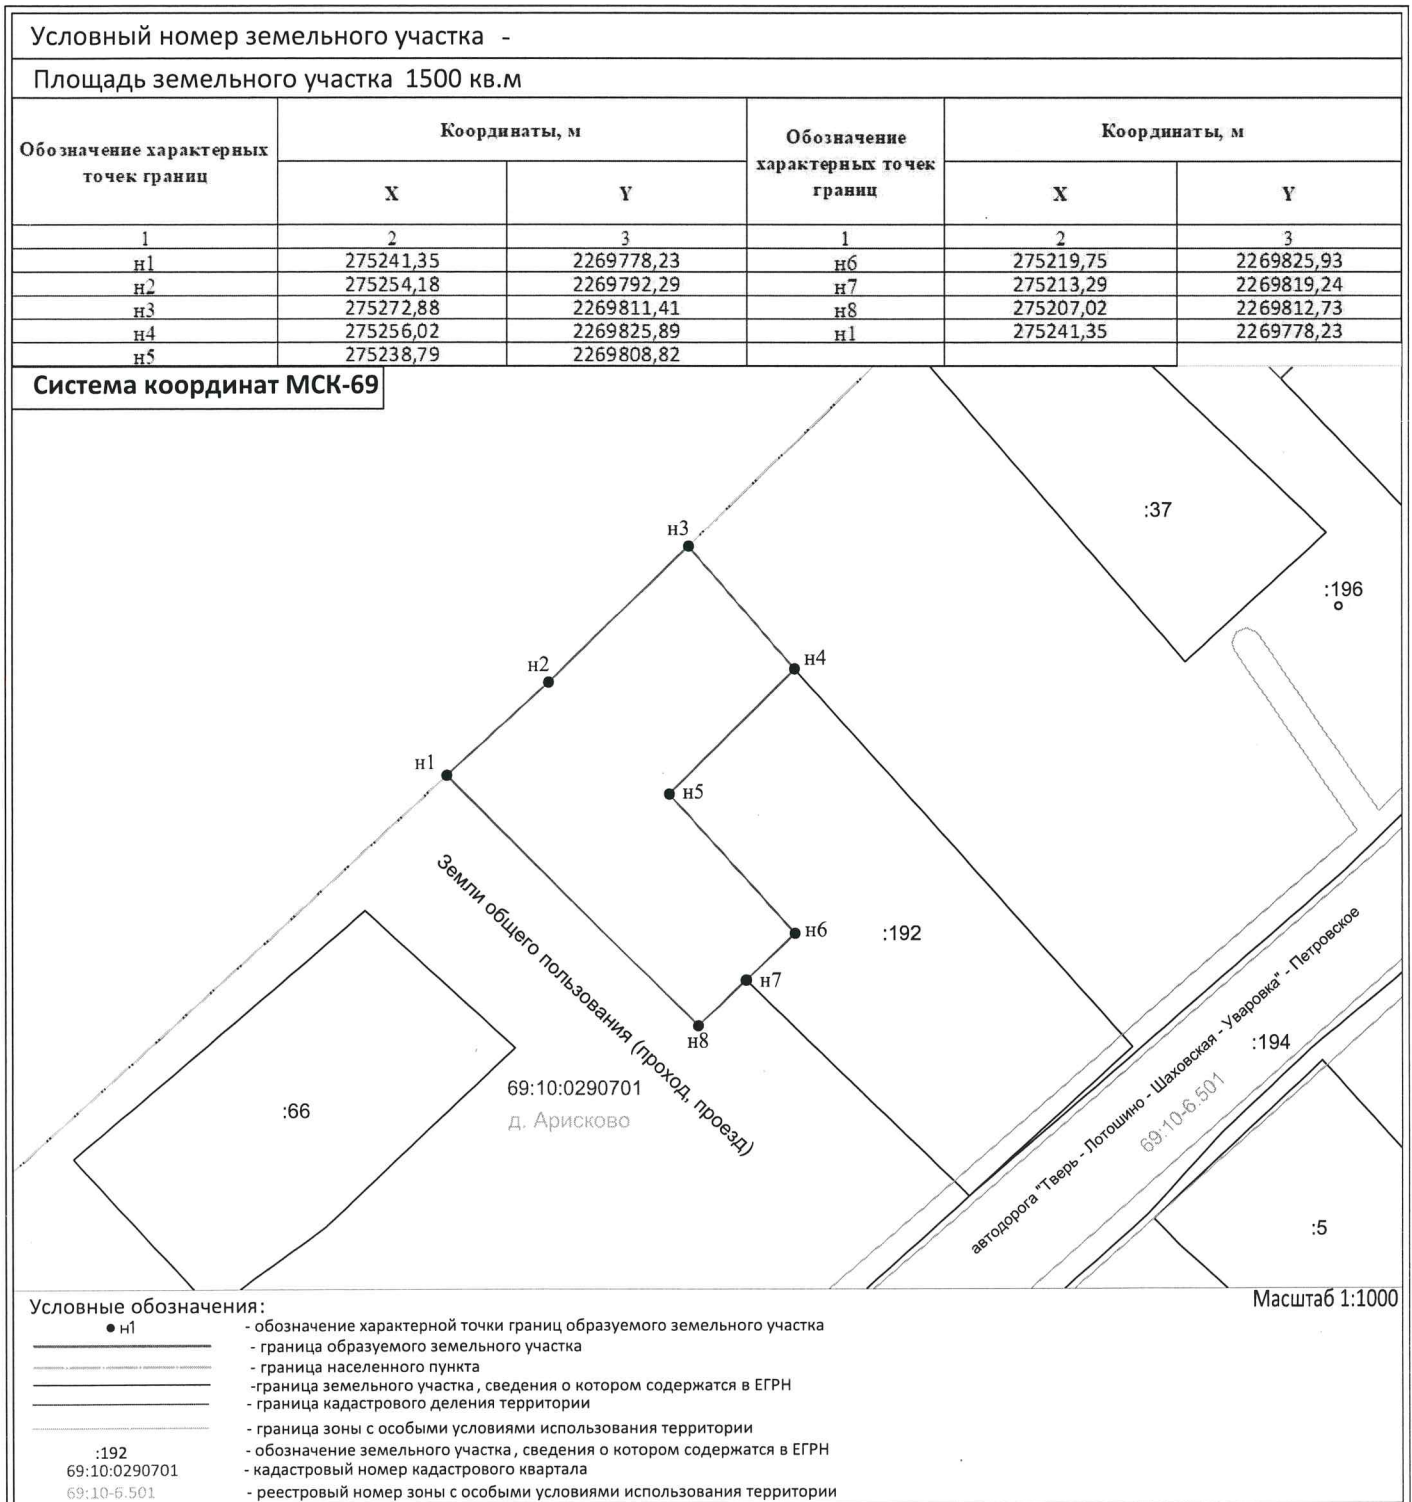 Условный номер земельного участка -
Площадь земельного участка 1500 кв.м
Обозначение характерных точек границ
Координаты, м
Обозначение характерных точек границ
Координаты, м
X Y X Y
1 2 3 1 2 3
н1 275241,35 2269778,23 н6 275219,75 2269825,93
н2 275254,18 2269792,29 н7 275213,29 2269819,24
н3 275272,88 2269811,41 н8 275207,02 2269812,73
н4 275256,02 2269825,89 н1 275241,35 2269778,23
н5 275238,79 2269808,82
Система координат МСК-69
:37
н3
:196
н4
н2
н1
н5
Земли общего пользования (проход, проезд)
н6
:192
н7
автодорога "Тверь - Лотошино - Шаховская - Уваровка" - Петровское
н8
:194
69:10:0290701
69:10-6.501
:66
д. Арисково
:5
Масштаб 1:1000
Условные обозначения:
н1 - обозначение характерной точки границ образуемого земельного участка
- граница образуемого земельного участка
- граница населенного пункта
-граница земельного участка, сведения о котором содержатся в ЕГРН
- граница кадастрового деления территории
- граница зоны с особыми условиями использования территории
:192 - обозначение земельного участка, сведения о котором содержатся в ЕГРН
69:10:0290701 - кадастровый номер кадастрового квартала
69:10-6.501 - реестровый номер зоны с особыми условиями использования территории